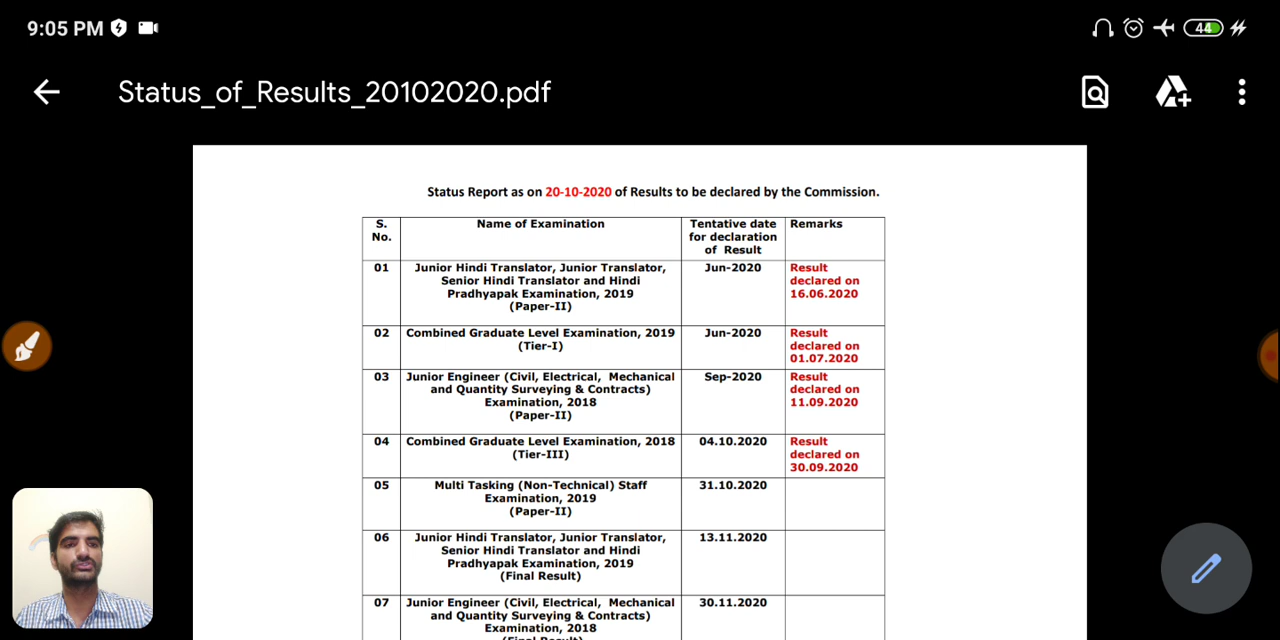 9:05 PM
44
Status_of_Results_20102020.pdf
Status Report as on 20-10-2020 of Results to be declared by the Commission.
S. No. Name of Examination Tentative date for declaration of Result Remarks
01 Junior Hindi Translator, Junior Translator, Jun-2020 Result
Senior Hindi Translator and Hindi declared on
Pradhyapak Examination, 2019 16.06.2020
(Paper-II)
02 Combined Graduate Level Examination, 2019 Jun-2020 Result
(Tier-I) declared on
01.07.2020
03 Junior Engineer (Civil, Electrical, Mechanical Sep-2020 Result
and Quantity Surveying & Contracts) declared on
Examination, 2018 11.09.2020
(Paper-II)
04 Combined Graduate Level Examination, 2018 04.10.2020 Result
(Tier-III) declared on
30.09.2020
05 Multi Tasking (Non-Technical) Staff 31.10.2020
Examination, 2019
(Paper-II)
06 Junior Hindi Translator, Junior Translator, 13.11.2020
Senior Hindi Translator and Hindi
Pradhyapak Examination, 2019
(Final Result)
07 Junior Engineer (Civil, Electrical, Mechanical 30.11.2020
and Quantity Surveying & Contracts)
Examination, 2018
(Final Result)